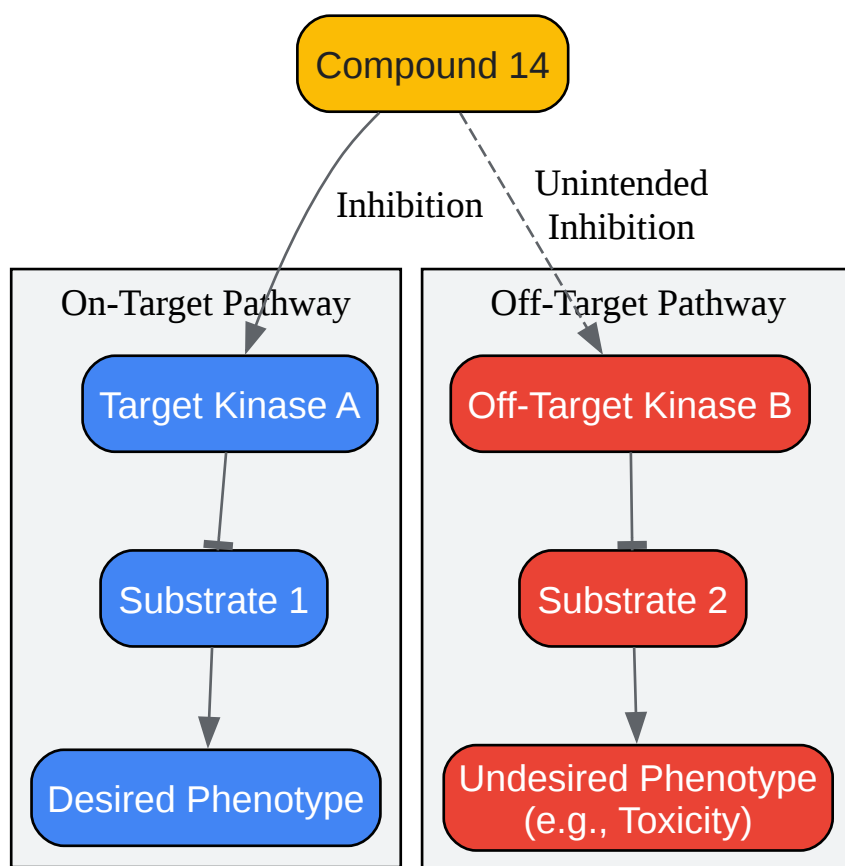 Compound 14
Inhibition
Unintended
Inhibition
On-Target Pathway
Off-Target Pathway
Target Kinase A
Off-Target Kinase B
Substrate 1
Substrate 2
Desired Phenotype
Undesired Phenotype
(e.g., Toxicity)